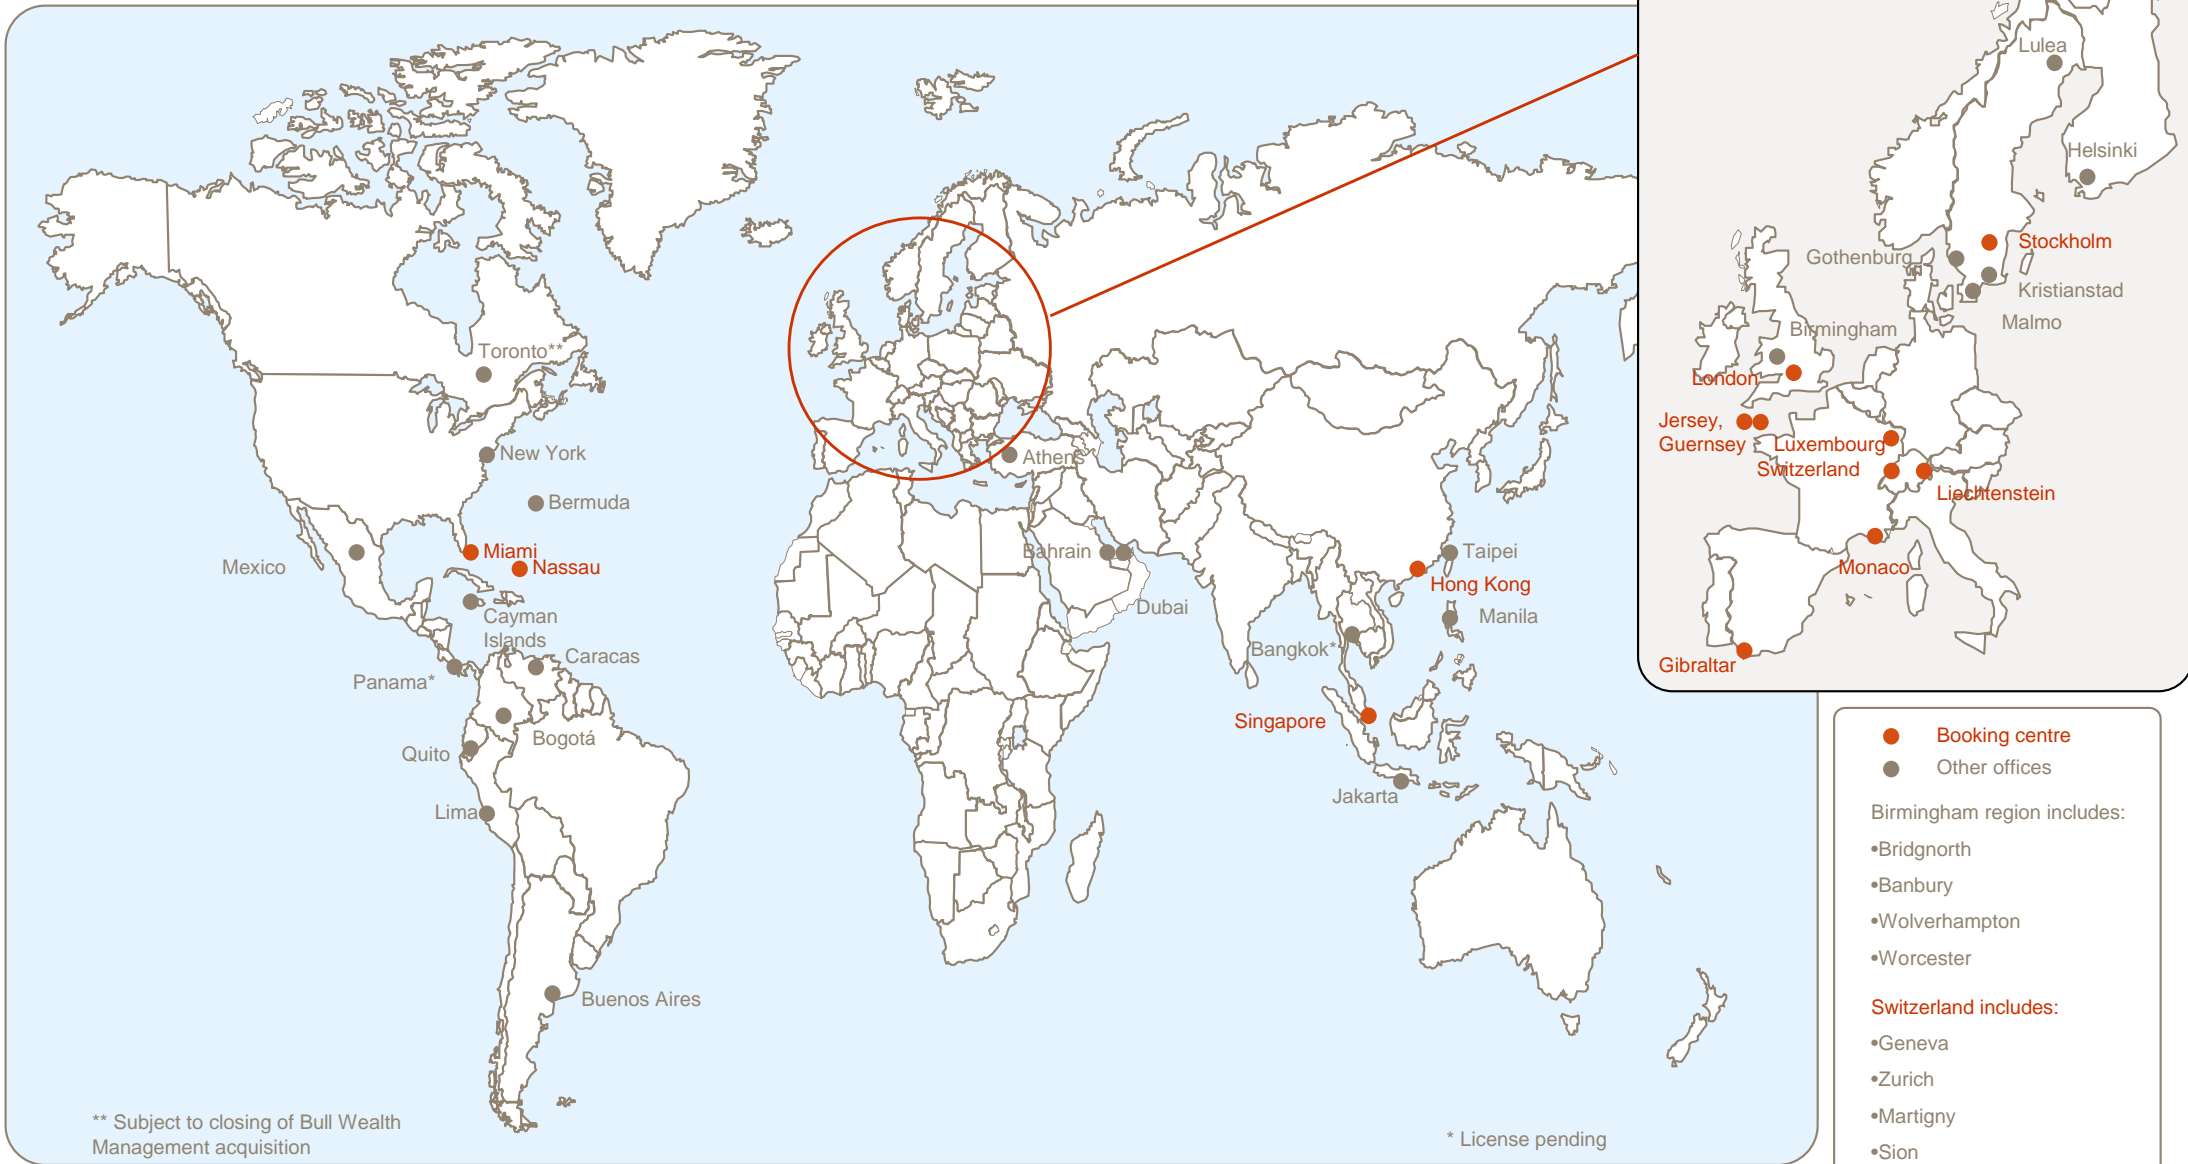 Toronto**
New York
Bermuda
Miami
Nassau
Mexico
Cayman
Islands
Caracas
Panama*
Bogotá
Quito
Lima
Buenos Aires
Athens
Bahrain
Dubai
Taipei
Hong Kong
Manila
Bangkok*
Singapore
Jakarta
** Subject to closing of Bull Wealth
Management acquisition
* License pending
Lulea
Helsinki
Stockholm
Gothenburg
Kristianstad
Malmo
Birmingham
London
Jersey,
Guernsey
Luxembourg
Switzerland
Liechtenstein
Monaco
Gibraltar
Booking centre
Other offices
Birmingham region includes:
•Bridgnorth
•Banbury
•Wolverhampton
•Worcester
Switzerland includes:
•Geneva
•Zurich
•Martigny
•Sion